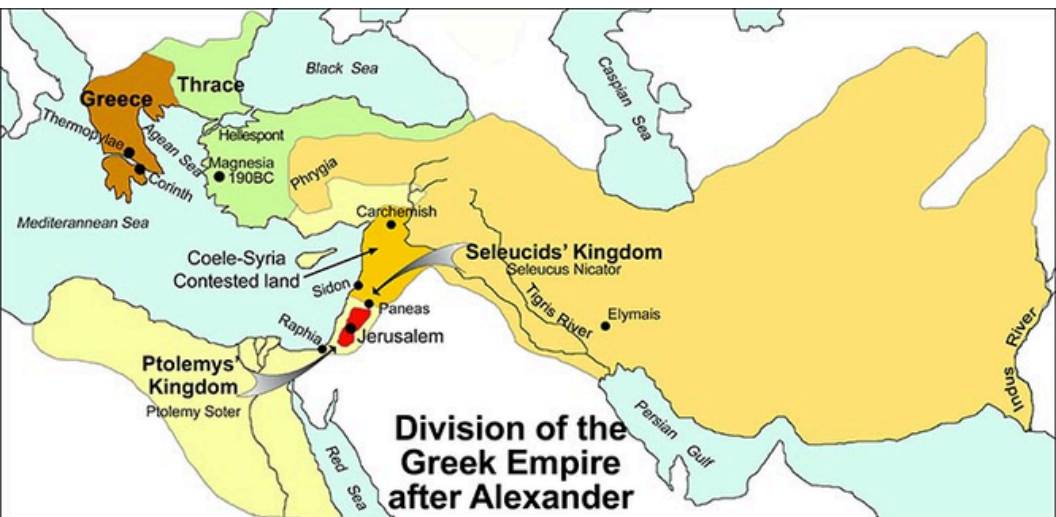 Black Sea
Caspian Sea
Thrace
Greece
Thermopylae
Agean Sea
Hellespont
Magnesia
190BC
Phrygia
Corinth
Mediterannean Sea
Carchemish
Coele-Syria
Contested land
Seleucids' Kingdom
Seleucus Nicator
Sidon
Paneas
Tigris River
Elymais
Raphia
Jerusalem
Indus River
Ptolemys'
Kingdom
Ptolemy Soter
Persian Gulf
Red Sea
Division of the
Greek Empire
after Alexander